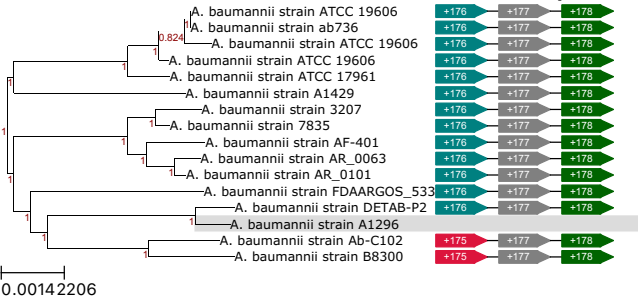 A. baumannii strain ATCC 19606 +176 +177 +178
A. baumannii strain ab736 +176 +177 +178
0.824
A. baumannii strain ATCC 19606 +176 +177 +178
1
A. baumannii strain ATCC 19606 +176 +177 +178
1
A. baumannii strain ATCC 17961 +176 +177 +178
1
A. baumannii strain A1429 +176 +177 +178
A. baumannii strain 3207 +176 +177 +178
1
A. baumannii strain 7835 +176 +177 +178
1
1
A. baumannii strain AF-401 +176 +177 +178
1
A. baumannii strain AR_0063 +176 +177 +178
1
A. baumannii strain AR_0101 +176 +177 +178
1
A. baumannii strain FDAARGOS_533 +176 +177 +178
A. baumannii strain DETAB-P2 +176 +177 +178
1
1
A. baumannii strain A1296
A. baumannii strain Ab-C102 +175 +177 +178
1
1
A. baumannii strain B8300 +175 +177 +178
0.00142206